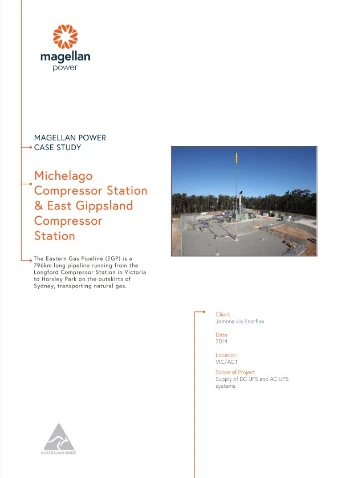 magellan
power
MAGELLAN POWER
CASE STUDY
Michelago
Compressor Station
& East Gippsland
Compressor
Station
The Eastern Gas Pipeline (EGP) is a
796km long pipeline running from the
Longford Compressor Station in Victoria
to Horsley Park on the outskirts of
Sydney, transporting natural gas.
Client
Jemena via Enerflex
Date
2014
Location
VIC/ACT
Scope of Project
Supply of DC UPS and AC UPS
systems
AUSTRALIAN MADE